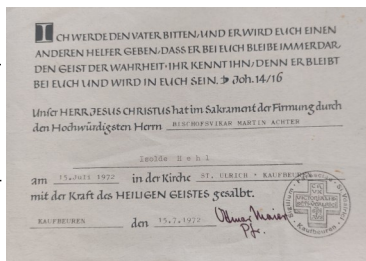 ICH WERDE DEN VATER BITTEN, UND ER WIRD EUCH EINEN
ANDEREN HELFER GEBEN, DASS ER BEI EUCH BLEIBE IMMERDAR,
DEN GEIST DER WAHRHEIT · IHR KENNT IHN, DENN ER BLEIBT
BEI EUCH UND WIRD IN EUCH SEIN. Joh. 14/16
Unser HERR JESUS CHRISTUS hat im Sakrament der Firmung durch
den Hochwürdigsten Herrn BISCHOFSVIKAR MARTIN ACHTER
Isolde Hebl
am 15. Juli 1972 in der Kirche ST. ULRICH · KAUFBEUREN
mit der Kraft des HEILIGEN GEISTES gesalbt.
KAUFBEUREN den 15.7.1972 Ottmar Maier
Pfr.
Kaufbeuren